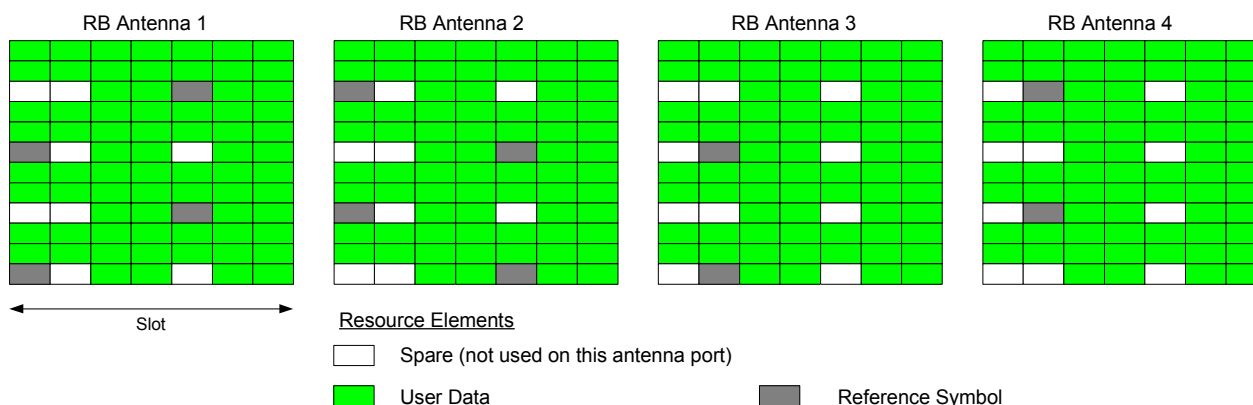 RB Antenna 1 RB Antenna 2 RB Antenna 3 RB Antenna 4
Slot
Resource Elements
Spare (not used on this antenna port)
User Data Reference Symbol